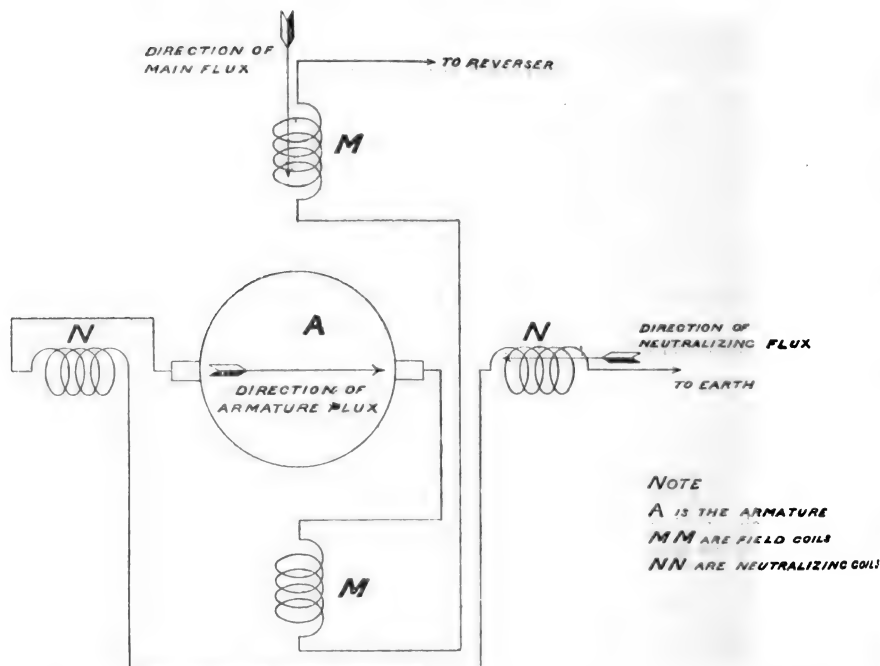 DIRECTION OF
MAIN FLUX
TO REVERSER
M
N
A
N
DIRECTION OF
NEUTRALIZING FLUX
TO EARTH
DIRECTION OF
ARMATURE FLUX
M
NOTE
A IS THE ARMATURE
MM ARE FIELD COILS
NN ARE NEUTRALIZING COILS